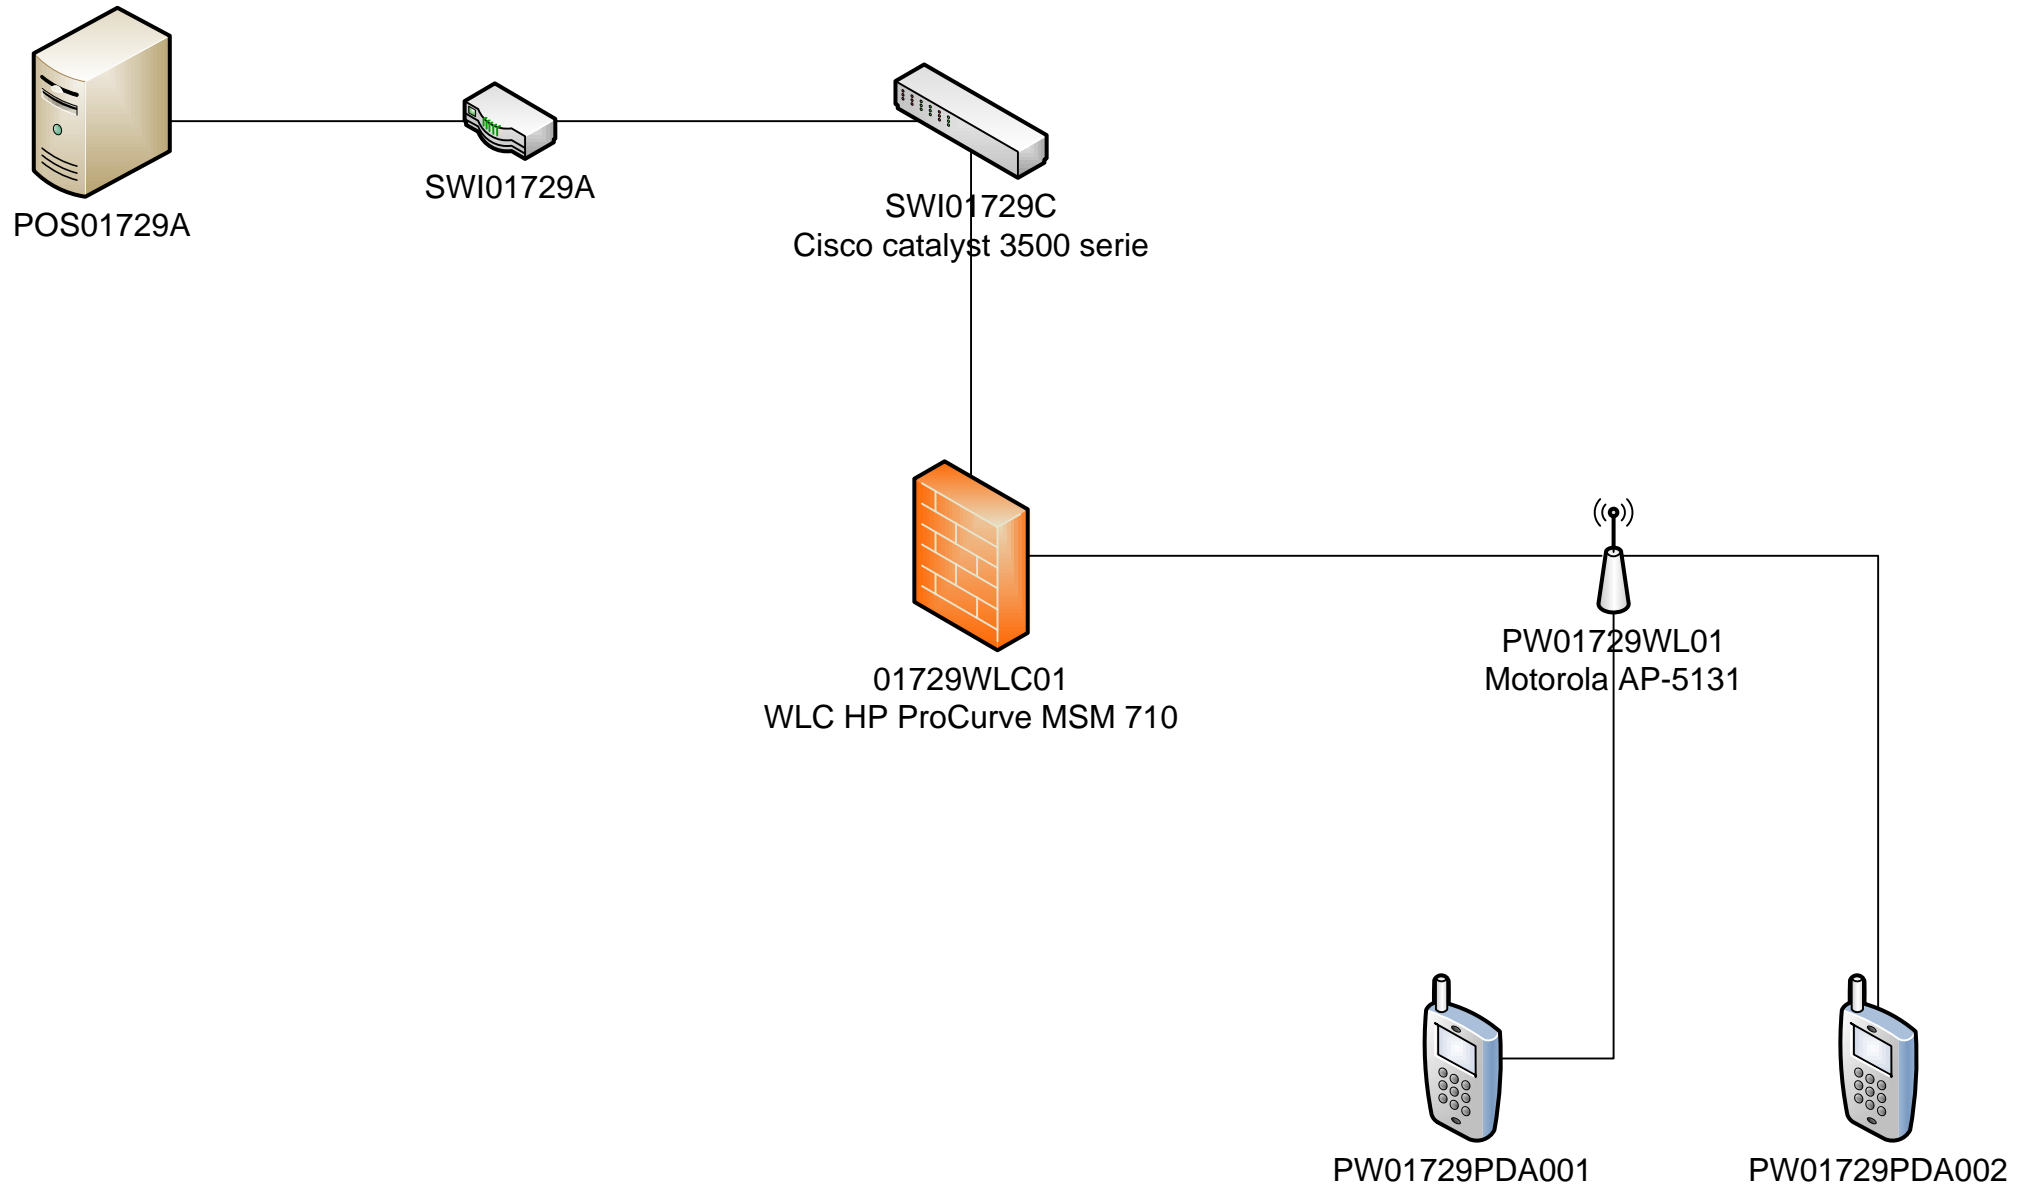 POS01729A
SWI01729A
SWI01729C
Cisco catalyst 3500 serie
01729WLC01
WLC HP ProCurve MSM 710
PW01729WL01
Motorola AP-5131
PW01729PDA001
PW01729PDA002